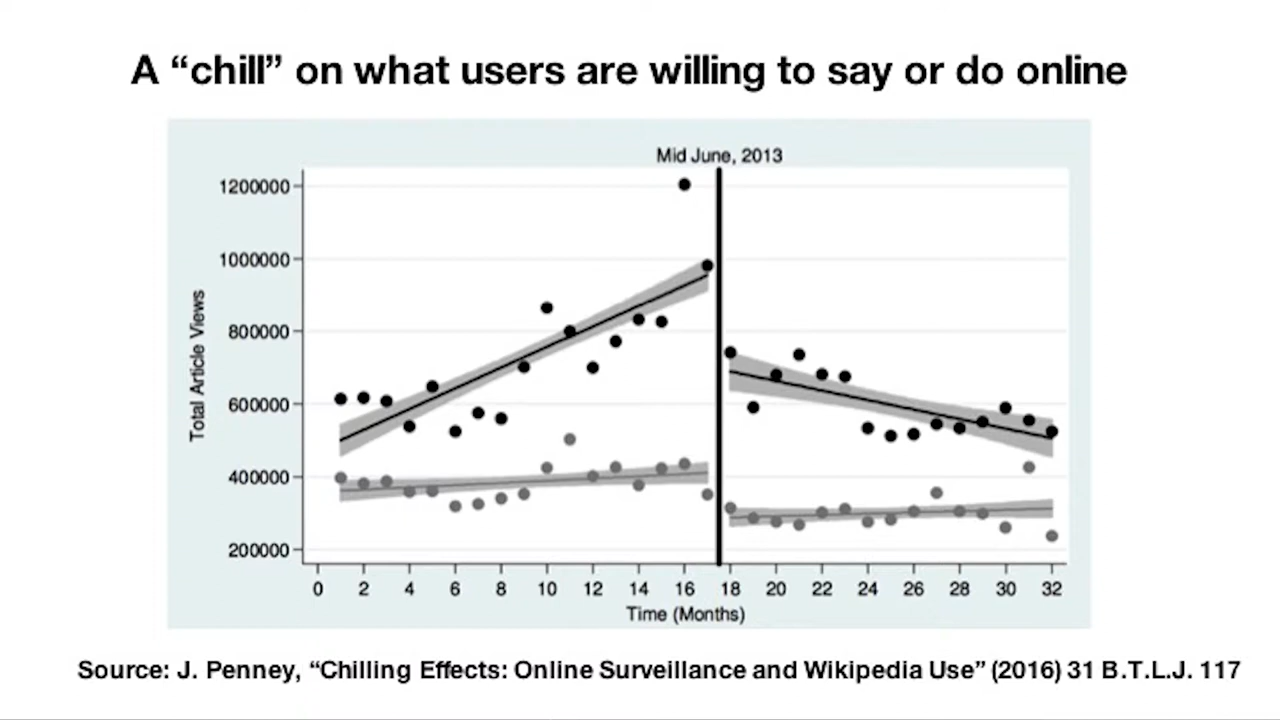 A “chill” on what users are willing to say or do online
Mid June, 2013
1200000
1000000
800000
600000
400000
200000
Total Article Views
0 2 4 6 8 10 12 14 16 18 20 22 24 26 28 30 32
Time (Months)
Source: J. Penney, “Chilling Effects: Online Surveillance and Wikipedia Use” (2016) 31 B.T.L.J. 117